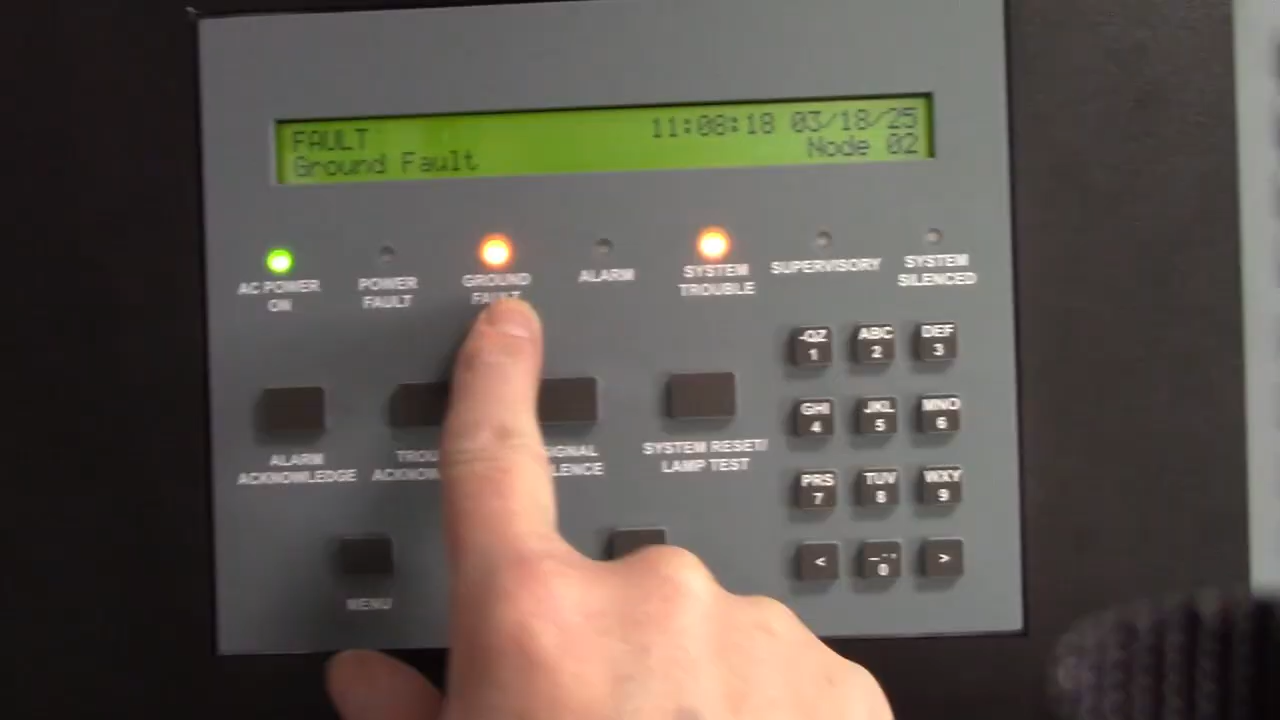 FAULT 11:08:18 03/18/25
Ground Fault Node 02
AC POWER
ON
POWER
FAULT
GROUND
FAULT
ALARM
SYSTEM
TROUBLE
SUPERVISORY
SYSTEM
SILENCED
-QZ
1
ABC
2
DEF
3
GHI
4
JKL
5
MNO
6
PRS
7
TUV
8
WXY
9
<
0
>
ALARM
ACKNOWLEDGE
SYSTEM RESET/
LAMP TEST
MENU